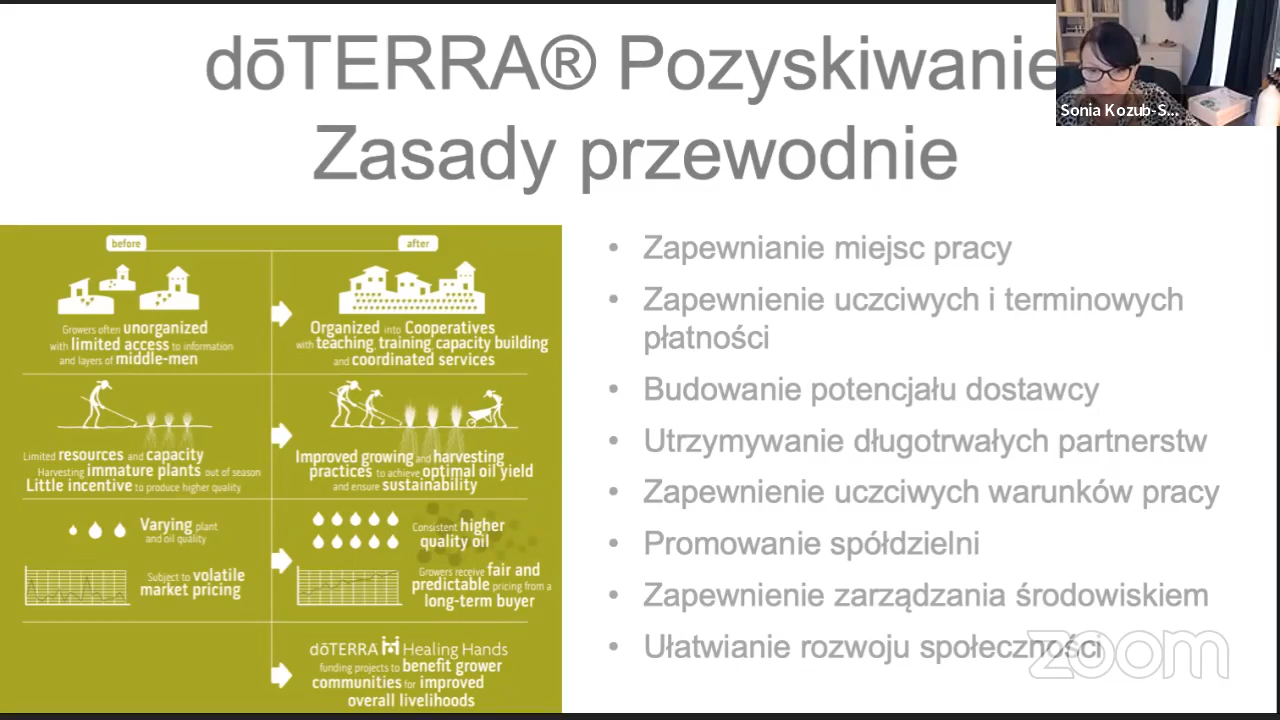 dōTERRA® Pozyskiwanie
Zasady przewodnie
Sonia Kozub-S...
before
after
Growers often unorganized
with limited access to information
and layers of middle-men
Organized into Cooperatives
with teaching, training, capacity building
and coordinated services
Limited resources and capacity
Harvesting immature plants out of season
Little incentive to produce higher quality
Improved growing and harvesting
practices to achieve optimal oil yield
and ensure sustainability
Varying plant
and oil quality
Consistent higher
quality oil
Subject to volatile
market pricing
Growers receive fair and
predictable pricing from a
long-term buyer
dōTERRA Healing Hands
funding projects to benefit grower
communities for improved
overall livelihoods
• Zapewnianie miejsc pracy
• Zapewnienie uczciwych i terminowych
płatności
• Budowanie potencjału dostawcy
• Utrzymywanie długotrwałych partnerstw
• Zapewnienie uczciwych warunków pracy
• Promowanie spółdzielni
• Zapewnienie zarządzania środowiskiem
• Ułatwianie rozwoju społeczności
zoom